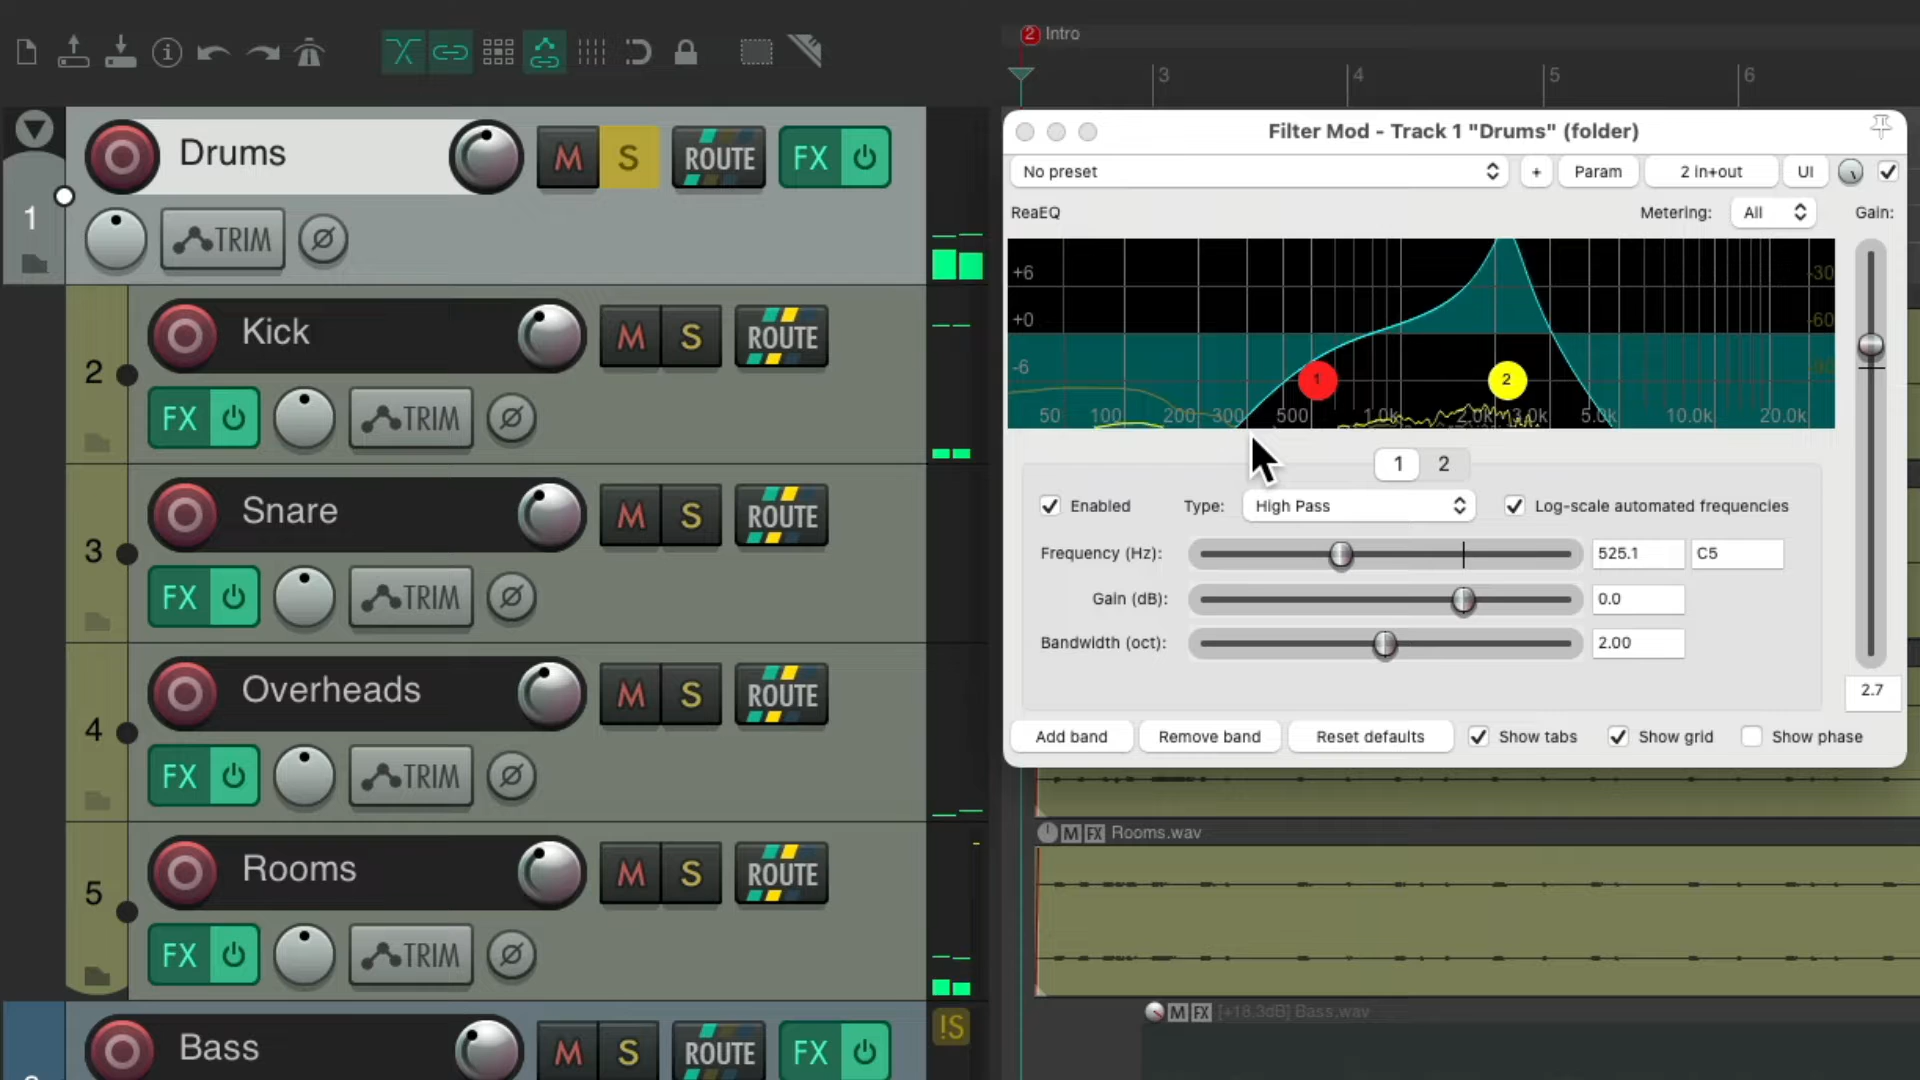 2 Intro
3 4 5 6
Drums M S ROUTE FX
1 TRIM
Kick M S ROUTE
2 FX TRIM
Snare M S ROUTE
3 FX TRIM
Overheads M S ROUTE
4 FX TRIM
Rooms M S ROUTE
5 FX TRIM
Bass M S ROUTE FX !S
Filter Mod - Track 1 "Drums" (folder)
No preset + Param 2 in+out UI
ReaEQ Metering: All Gain:
+6 -30
+0 -60
-6 -90
1 2
50 100 200 300 500 1.0k 2.0k 3.0k 5.0k 10.0k 20.0k
1 2
Enabled Type: High Pass Log-scale automated frequencies
Frequency (Hz): 525.1 C5
Gain (dB): 0.0
Bandwidth (oct): 2.00
2.7
Add band Remove band Reset defaults Show tabs Show grid Show phase
M FX Rooms.wav
M FX [+18.3dB] Bass.wav